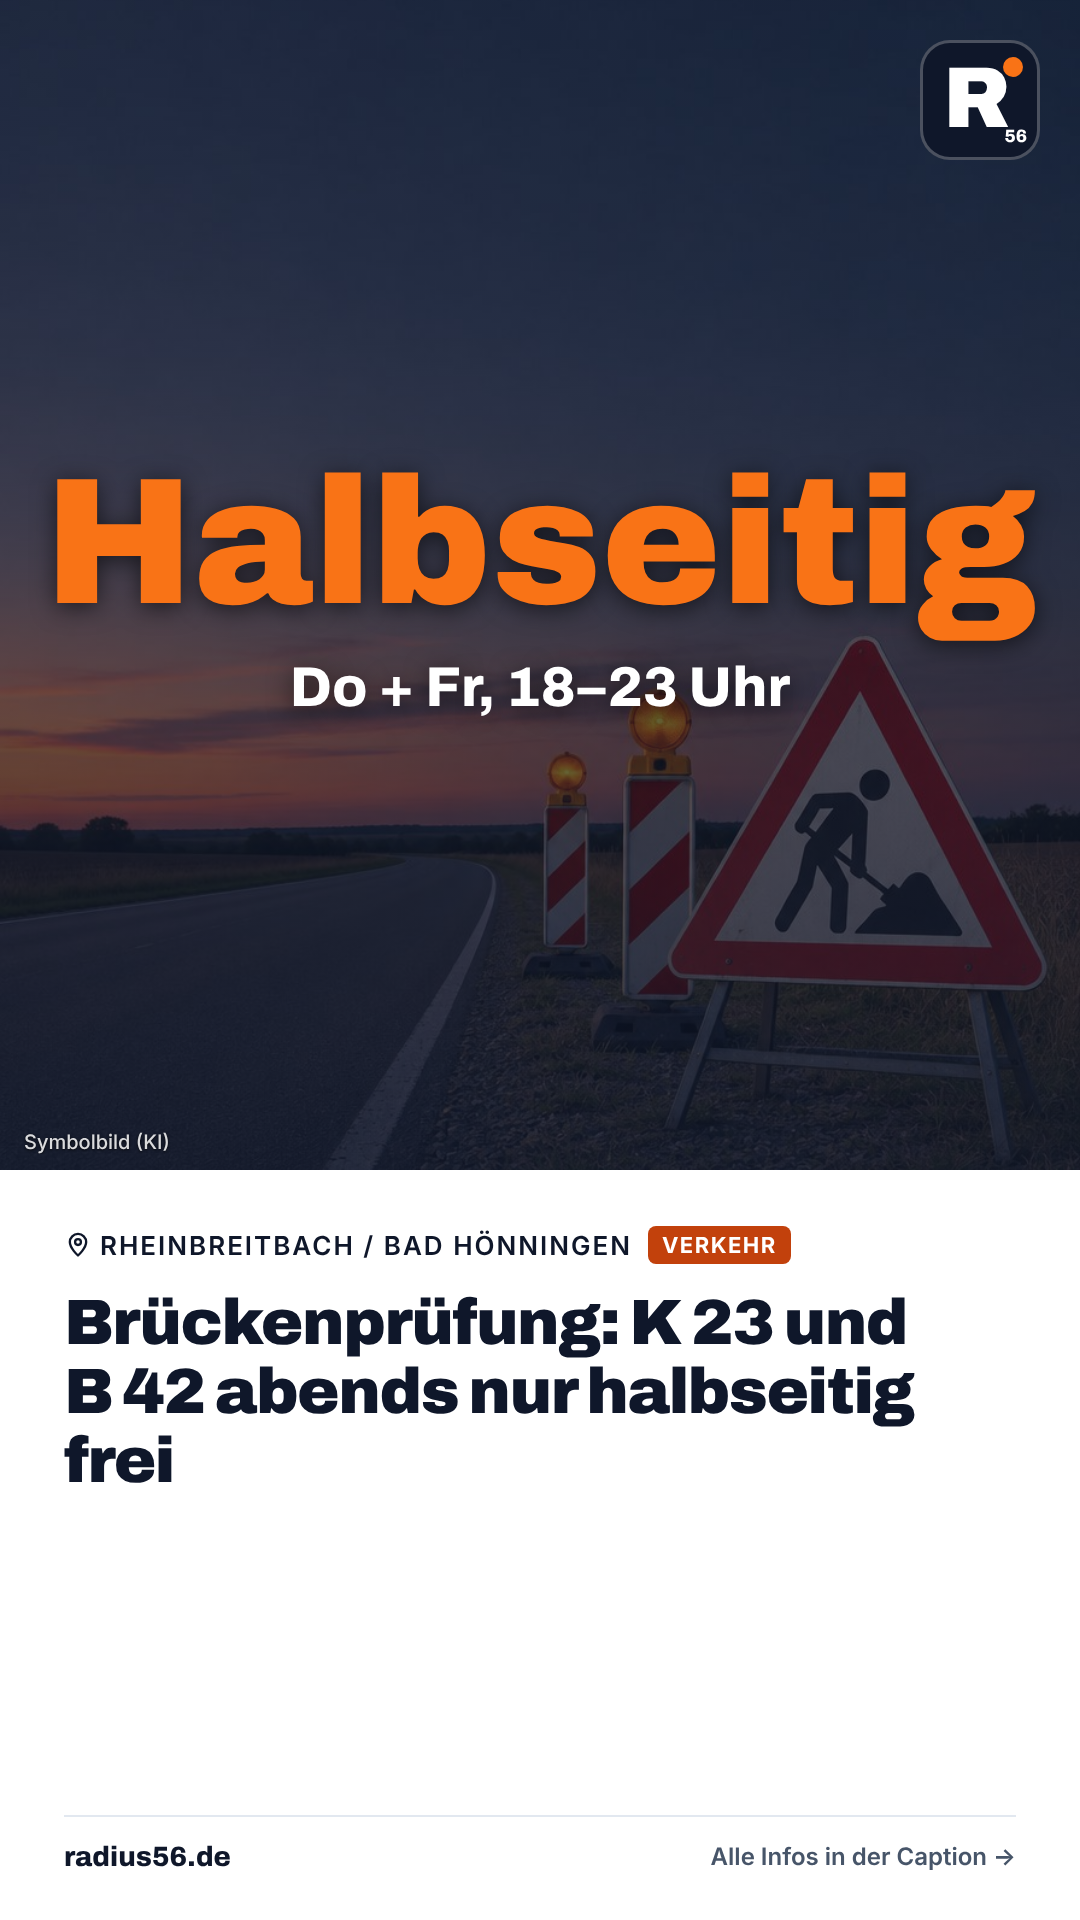 R
56
Halbseitig
Do + Fr, 18–23 Uhr
Symbolbild (KI)
RHEINBREITBACH / BAD HÖNNINGEN VERKEHR
Brückenprüfung: K 23 und
B 42 abends nur halbseitig
frei
radius56.de Alle Infos in der Caption →